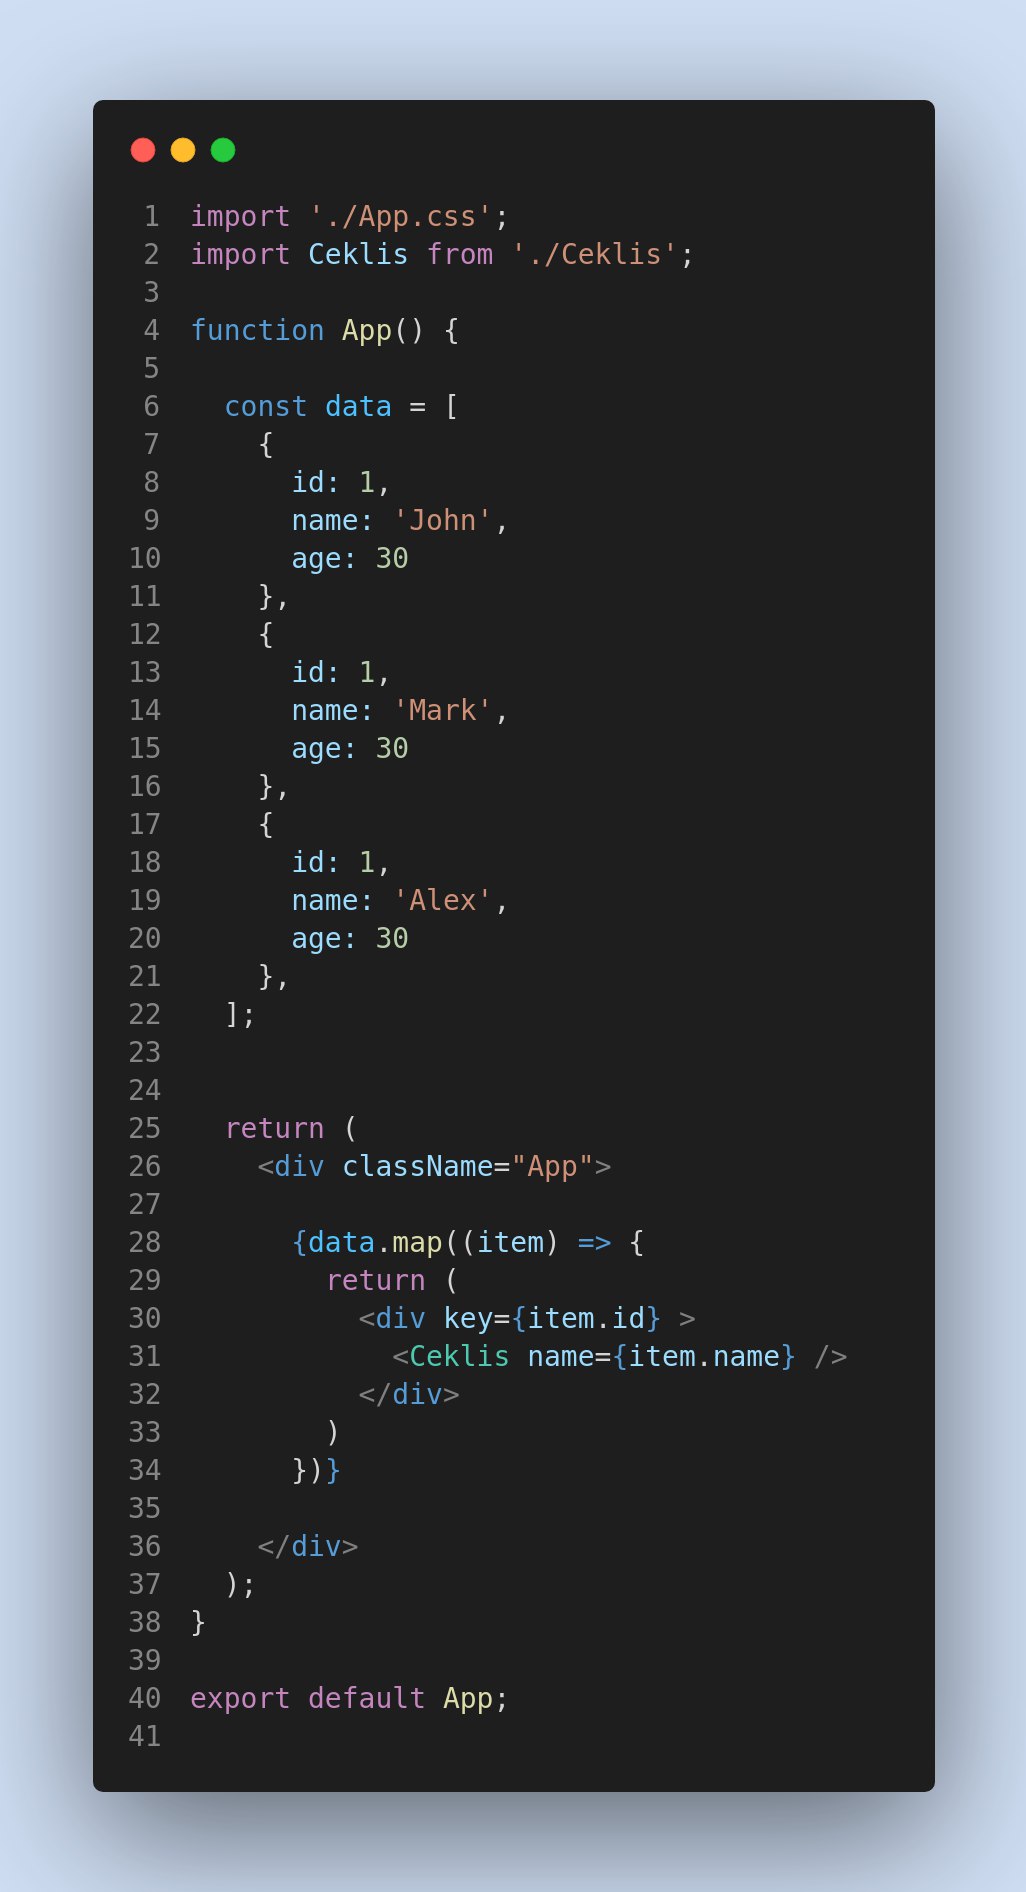 1 import './App.css';
2 import Ceklis from './Ceklis';
3
4 function App() {
5
6   const data = [
7     {
8       id: 1,
9       name: 'John',
10       age: 30
11     },
12     {
13       id: 1,
14       name: 'Mark',
15       age: 30
16     },
17     {
18       id: 1,
19       name: 'Alex',
20       age: 30
21     },
22   ];
23
24
25   return (
26     <div className="App">
27
28       {data.map((item) => {
29         return (
30           <div key={item.id} >
31             <Ceklis name={item.name} />
32           </div>
33         )
34       })}
35
36     </div>
37   );
38 }
39
40 export default App;
41